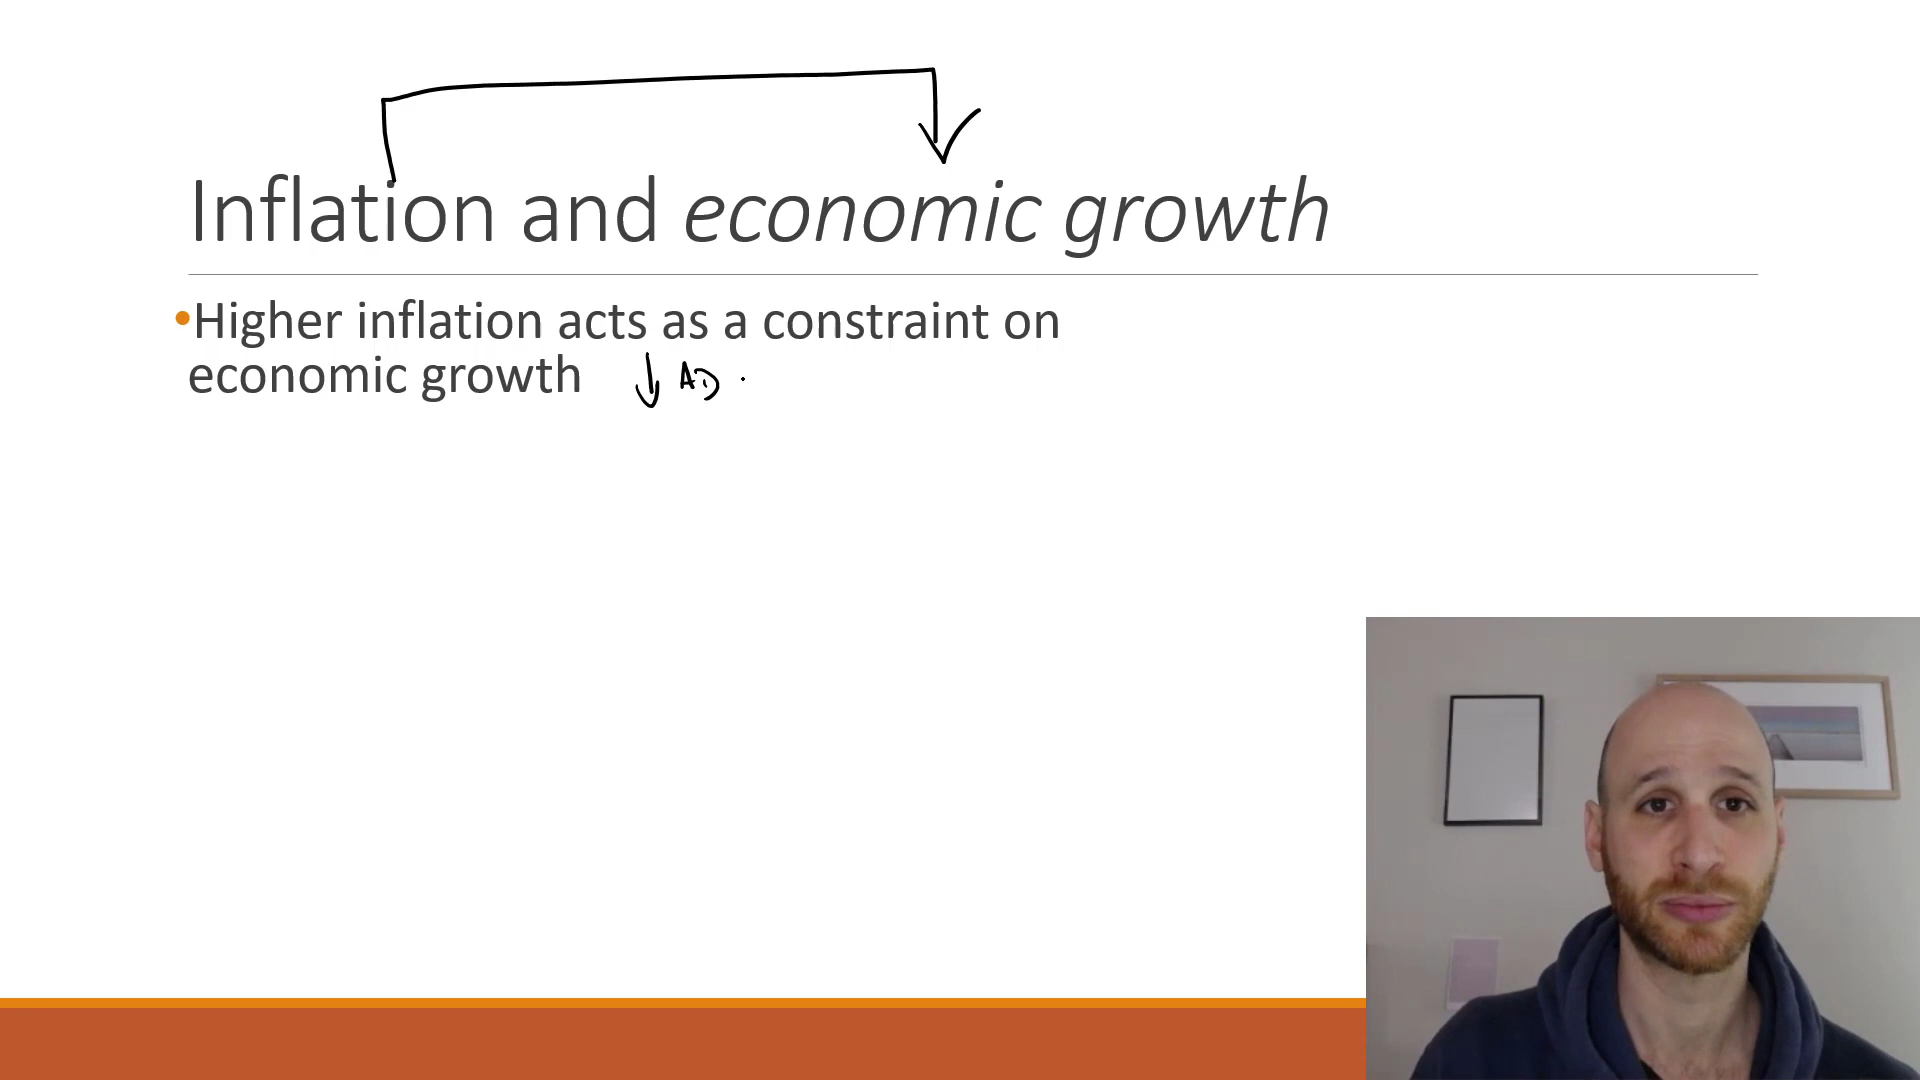 Inflation and economic growth
•Higher inflation acts as a constraint on
economic growth ↓ AD .